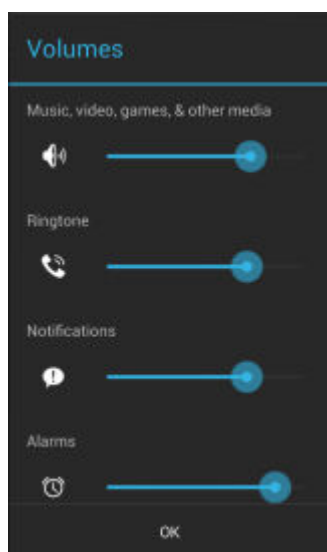 Volumes
Music, video, games, & other media
Ringtone
Notifications
Alarms
OK